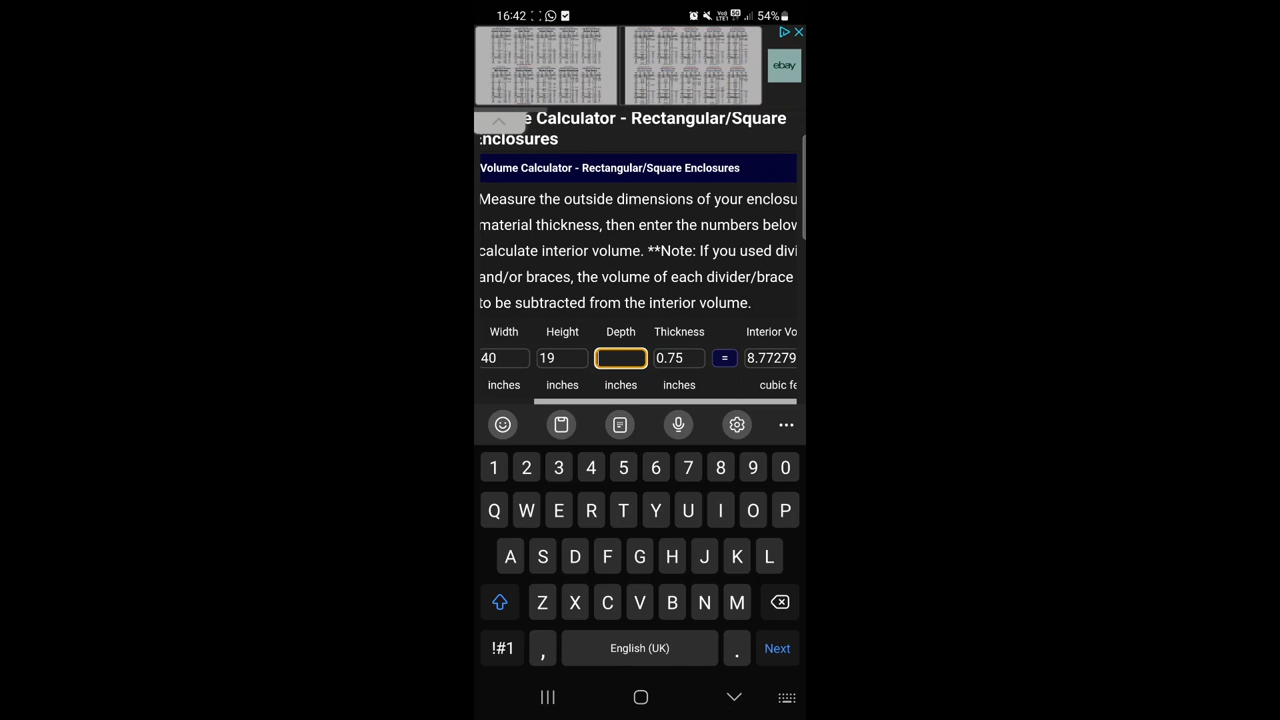 16:42
54%
ebay
e Calculator - Rectangular/Square
Enclosures
Volume Calculator - Rectangular/Square Enclosures
Measure the outside dimensions of your enclosu
material thickness, then enter the numbers below
calculate interior volume. **Note: If you used divi
and/or braces, the volume of each divider/brace
to be subtracted from the interior volume.
Width Height Depth Thickness Interior Vo
40 19 0.75 = 8.77279
inches inches inches inches cubic fe
1 2 3 4 5 6 7 8 9 0
Q W E R T Y U I O P
A S D F G H J K L
Z X C V B N M
!#1 , English (UK) . Next